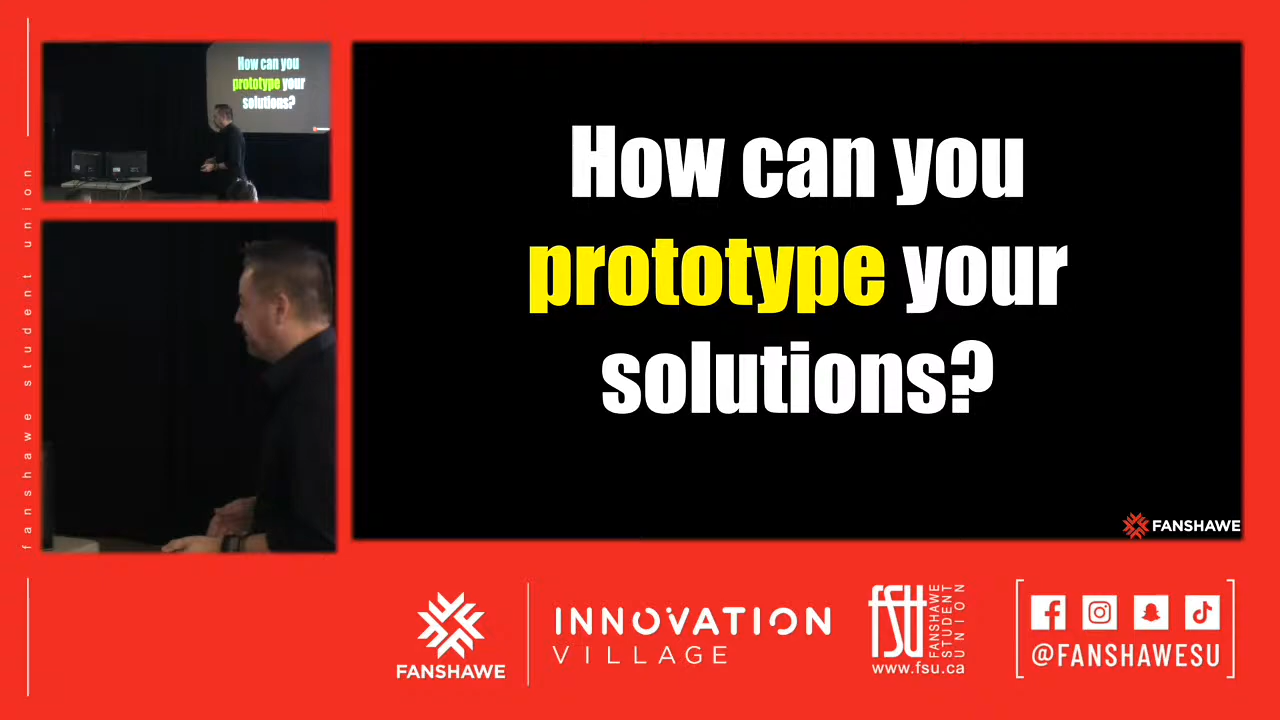 How can you
prototype your
solutions?
FANSHAWE
How can you
prototype your
solutions?
fanshawe student union
FANSHAWE
INNOVATION
VILLAGE
fsu
FANSHAWE
STUDENT
UNION
www.fsu.ca
@FANSHAWESU